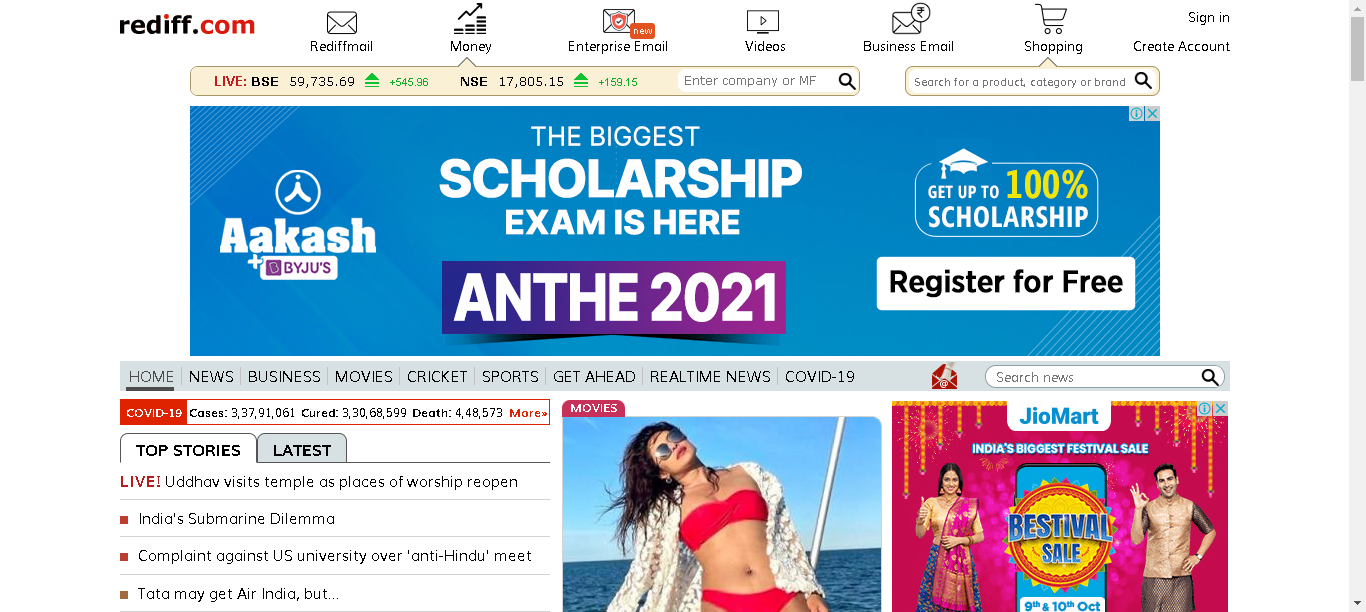 rediff.com
Rediffmail
Money
new
Enterprise Email
Videos
₹
Business Email
Shopping
Sign in
Create Account
LIVE: BSE 59,735.69 +545.96 NSE 17,805.15 +159.15
Enter company or MF
Search for a product, category or brand
THE BIGGEST
SCHOLARSHIP
EXAM IS HERE
ANTHE 2021
Aakash
+ B BYJU'S
GET UP TO 100%
SCHOLARSHIP
Register for Free
HOME NEWS BUSINESS MOVIES CRICKET SPORTS GET AHEAD REALTIME NEWS COVID-19
@
Search news
COVID-19 Cases: 3,37,91,061 Cured: 3,30,68,599 Death: 4,48,573 More»
TOP STORIES LATEST
LIVE! Uddhav visits temple as places of worship reopen
India's Submarine Dilemma
Complaint against US university over 'anti-Hindu' meet
Tata may get Air India, but...
MOVIES
JioMart
INDIA'S BIGGEST FESTIVAL SALE
BESTIVAL
SALE
9th & 10th Oct